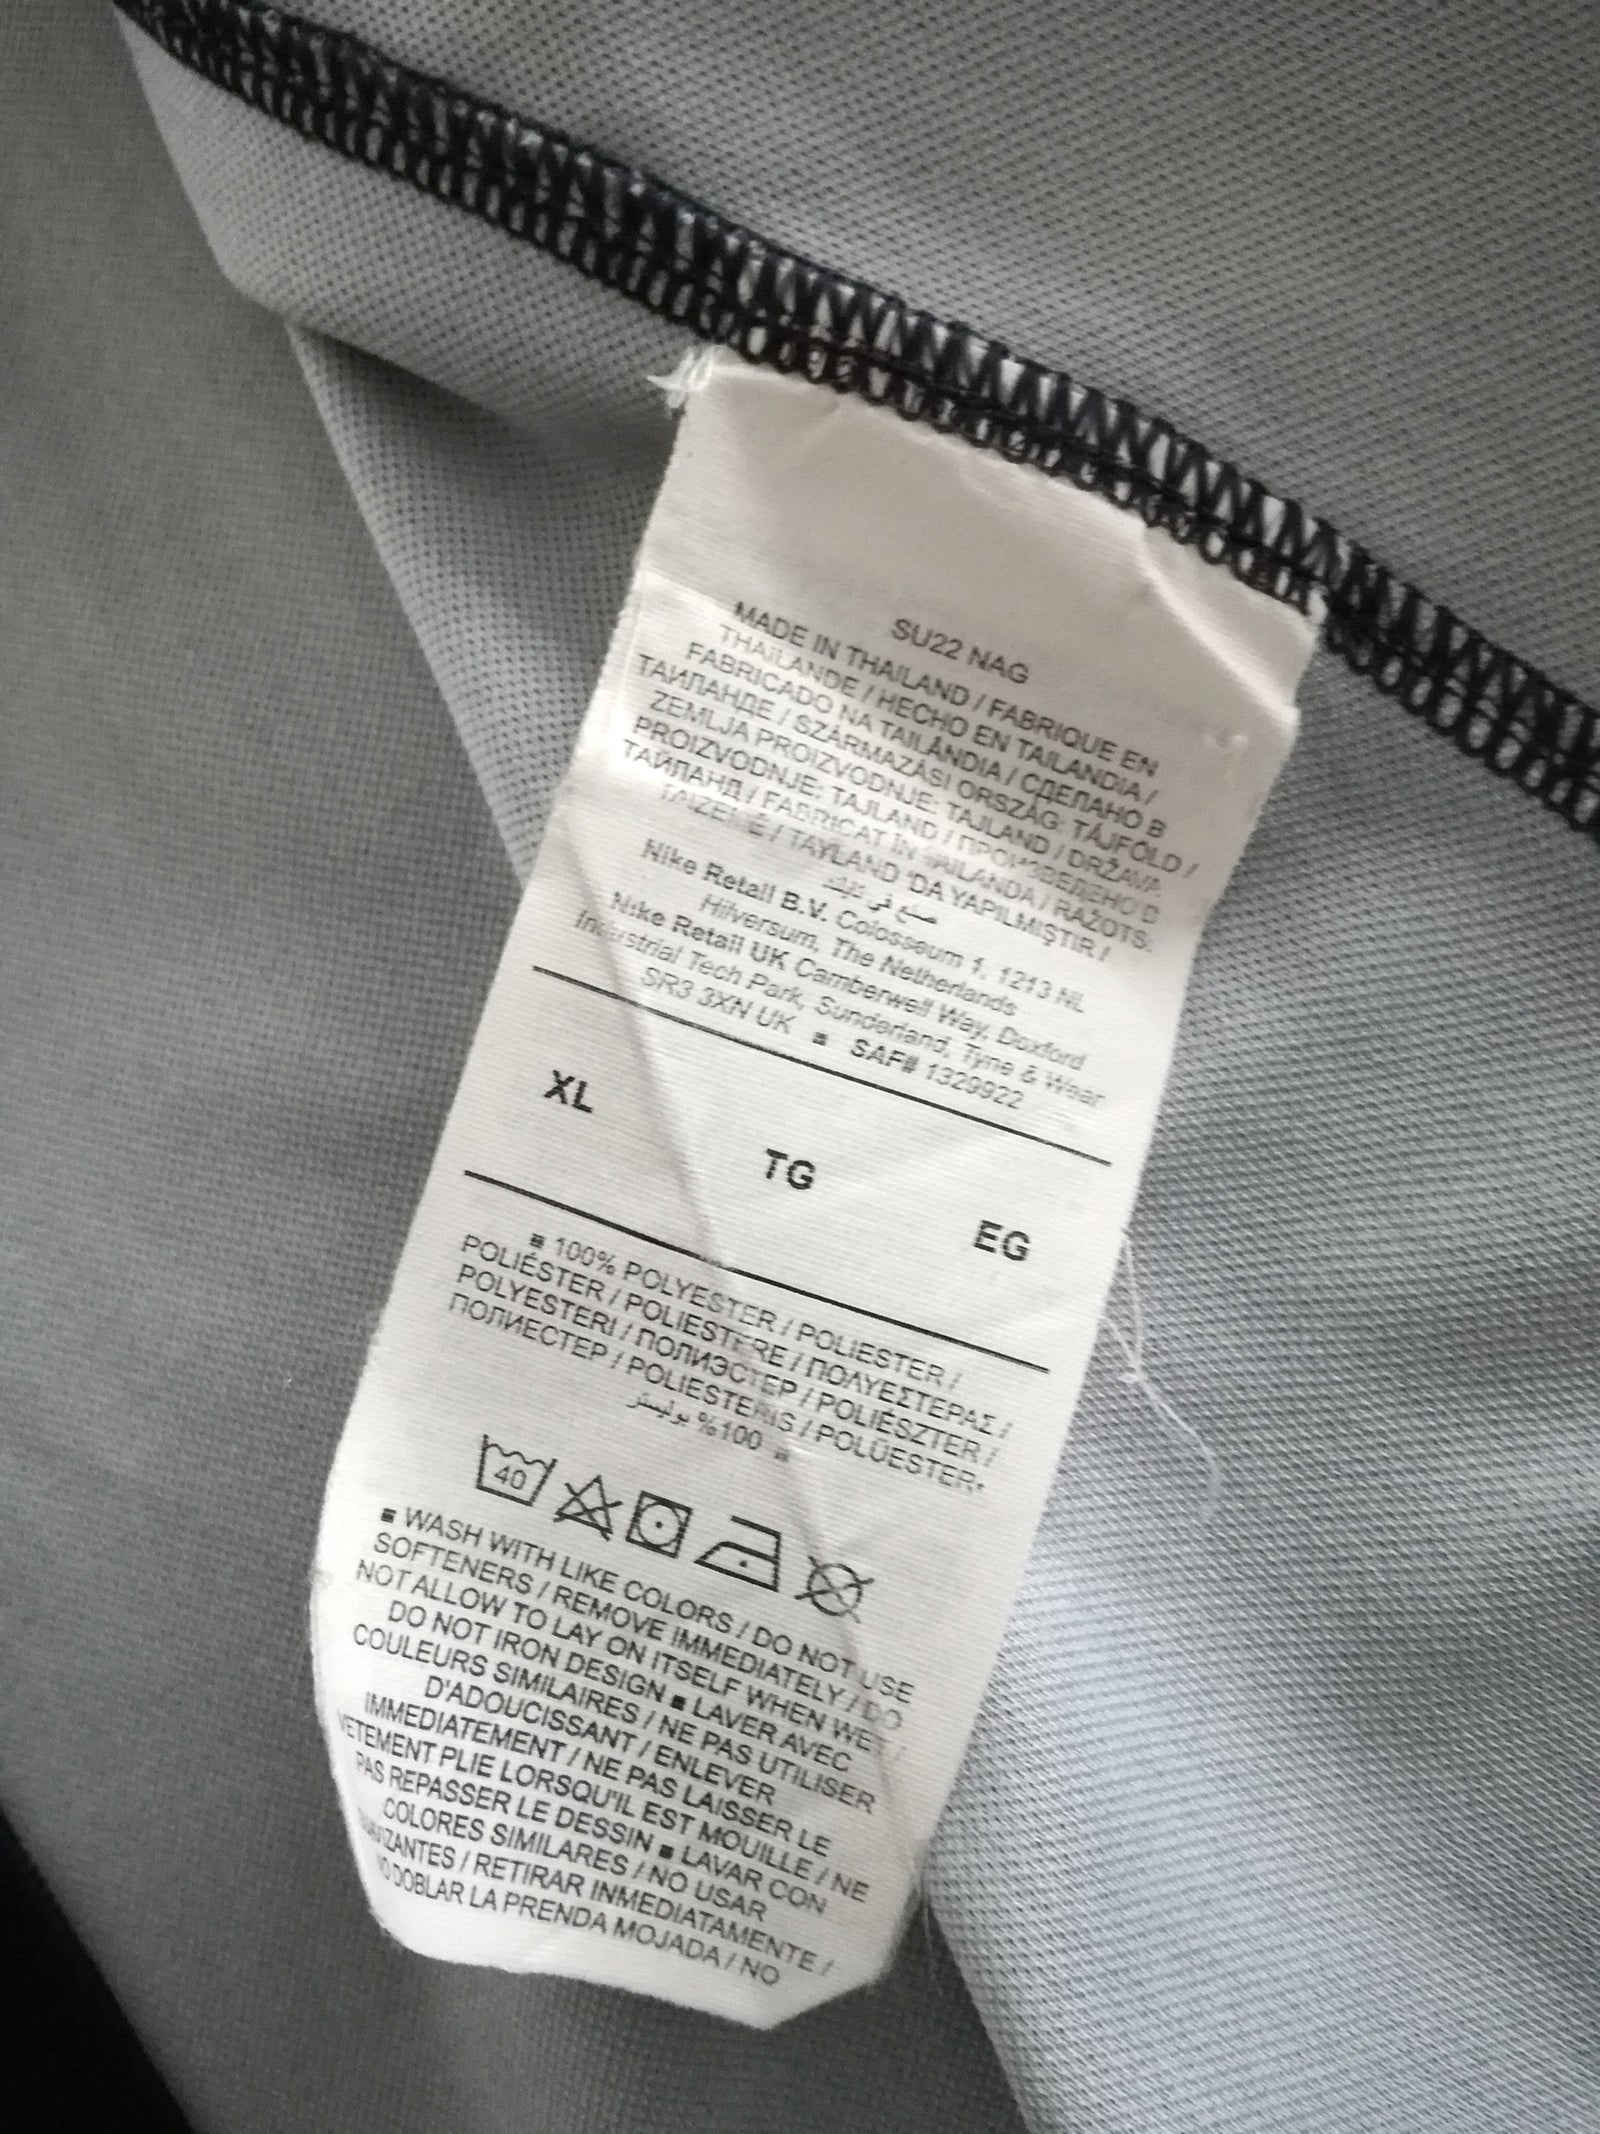 SU22 NAG
MADE IN THAILAND / FABRIQUE EN
THAILANDE / HECHO EN TAILANDIA /
FABRICADO NA TAILÂNDIA / СДЕЛАНО В
ТАИЛАНДЕ / SZÁRMAZÁSI ORSZÁG: TÁJFÖLD /
ZEMLJA PROIZVODNJE: TAJLAND / DRŽAVA
PROIZVODNJE: TAJLAND / ПРОИЗВЕДЕНО В
ТАЙЛАНД / FABRICAT ÎN TAILANDA / RAŽOTS:
TAIZEMĒ / TAYLAND 'DA YAPILMIŞTIR /
صنع في تايلند
Nike Retail B.V. Colosseum 1, 1213 NL
Hilversum, The Netherlands
Nike Retail UK Camberwell Way, Doxford
Industrial Tech Park, Sunderland, Tyne & Wear
SR3 3XN UK ■ SAF# 1329922
XL TG EG
■ 100% POLYESTER / POLIESTER /
POLIÉSTER / POLIESTERE / ΠΟΛΥΕΣΤΕΡΑΣ /
POLYESTERI / ПОЛИЭСТЕР / POLIÉSZTER /
ПОЛИЕСТЕР / POLIESTERIS / POLÜESTER
100% بوليستر ■
40
■ WASH WITH LIKE COLORS / DO NOT USE
SOFTENERS / REMOVE IMMEDIATELY / DO
NOT ALLOW TO LAY ON ITSELF WHEN WET /
DO NOT IRON DESIGN ■ LAVER AVEC
COULEURS SIMILAIRES / NE PAS UTILISER
D'ADOUCISSANT / ENLEVER
IMMEDIATEMENT / NE PAS LAISSER LE
VETEMENT PLIE LORSQU'IL EST MOUILLE / NE
PAS REPASSER LE DESSIN ■ LAVAR CON
COLORES SIMILARES / NO USAR
SUAVIZANTES / RETIRAR INMEDIATAMENTE /
NO DOBLAR LA PRENDA MOJADA / NO